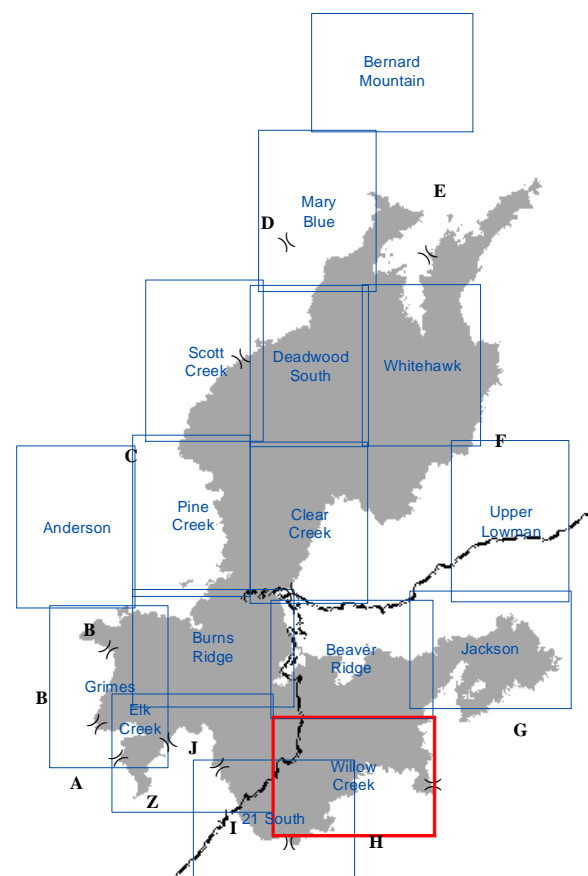 Bernard
Mountain
E
Mary
Blue
D
Scott
Creek
Deadwood
South
Whitehawk
F
C
Pine
Creek
Clear
Creek
Upper
Lowman
Anderson
B
Burns
Ridge
Beaver
Ridge
Jackson
Grimes
B
Elk
Creek
G
J
Willow
Creek
A
Z
I
21 South
H